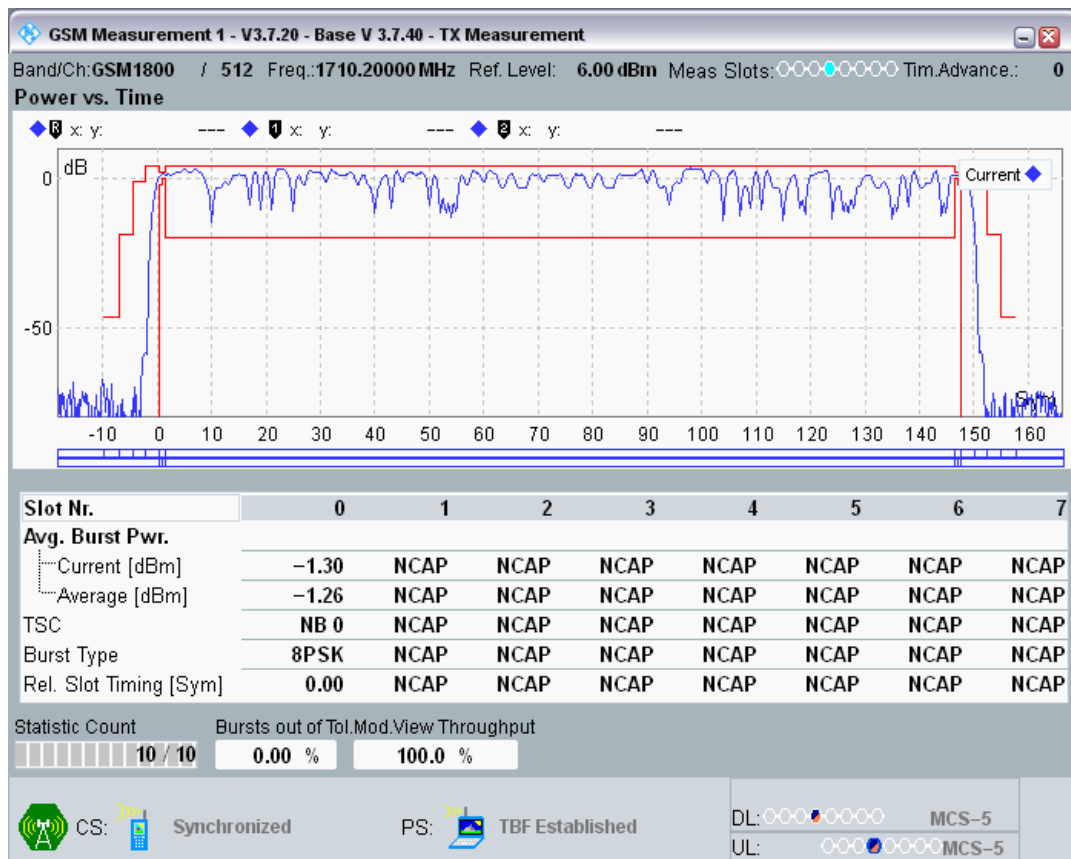 GSM Measurement 1 - V3.7.20 - Base V 3.7.40 - TX Measurement
Band/Ch:GSM1800 / 512 Freq.:1710.20000 MHz Ref. Level: 6.00 dBm Meas Slots: Tim.Advance.: 0
Power vs. Time
R x: y: --- 1 x: y: --- 2 x: y: ---
dB
Current
0
-50
Sym
-10 0 10 20 30 40 50 60 70 80 90 100 110 120 130 140 150 160
Slot Nr. 0 1 2 3 4 5 6 7
Avg. Burst Pwr.
Current [dBm] −1.30 NCAP NCAP NCAP NCAP NCAP NCAP NCAP
Average [dBm] −1.26 NCAP NCAP NCAP NCAP NCAP NCAP NCAP
TSC NB 0 NCAP NCAP NCAP NCAP NCAP NCAP NCAP
Burst Type 8PSK NCAP NCAP NCAP NCAP NCAP NCAP NCAP
Rel. Slot Timing [Sym] 0.00 NCAP NCAP NCAP NCAP NCAP NCAP NCAP
Statistic Count Bursts out of Tol. Mod.View Throughput
10 / 10 0.00 % 100.0 %
CS: Synchronized PS: TBF Established
DL: MCS−5
UL: MCS−5